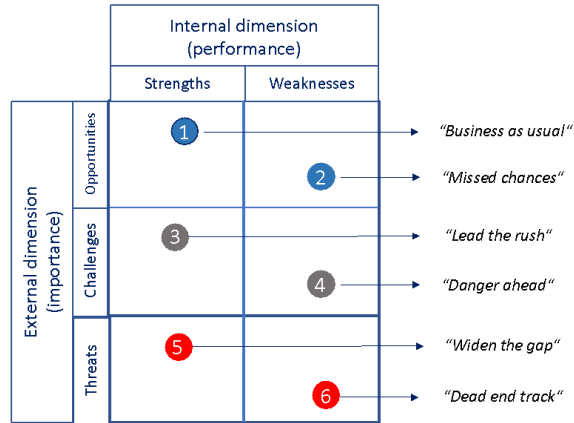 Internal dimension
(performance)
Strengths
Weaknesses
External dimension
(importance)
Opportunities
1
“Business as usual“
2
“Missed chances“
Challenges
3
“Lead the rush“
4
“Danger ahead“
Threats
5
“Widen the gap“
6
“Dead end track“